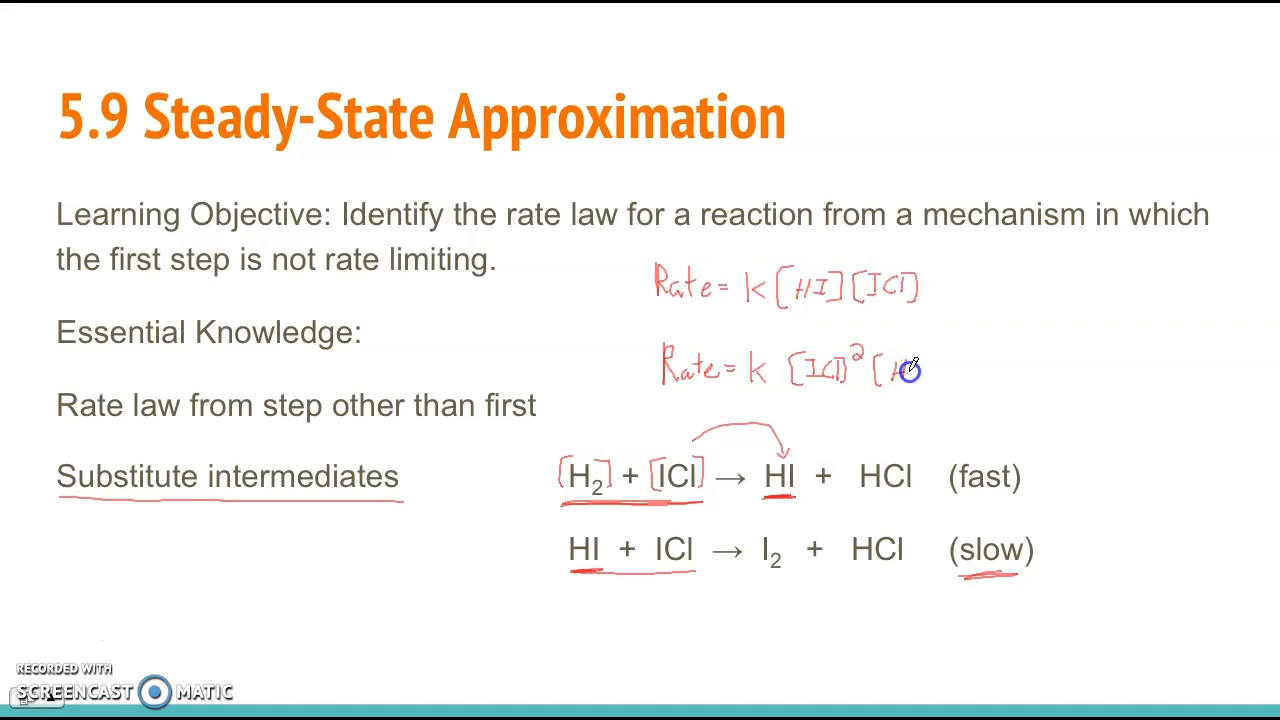 5.9 Steady-State Approximation
Learning Objective: Identify the rate law for a reaction from a mechanism in which
the first step is not rate limiting.
Rate = k [HI] [ICl]
Essential Knowledge:
Rate = k [ICl]² [H
Rate law from step other than first
Substitute intermediates
[H₂] + [ICl] → HI + HCl (fast)
HI + ICl → I₂ + HCl (slow)
RECORDED WITH
SCREENCAST MATIC